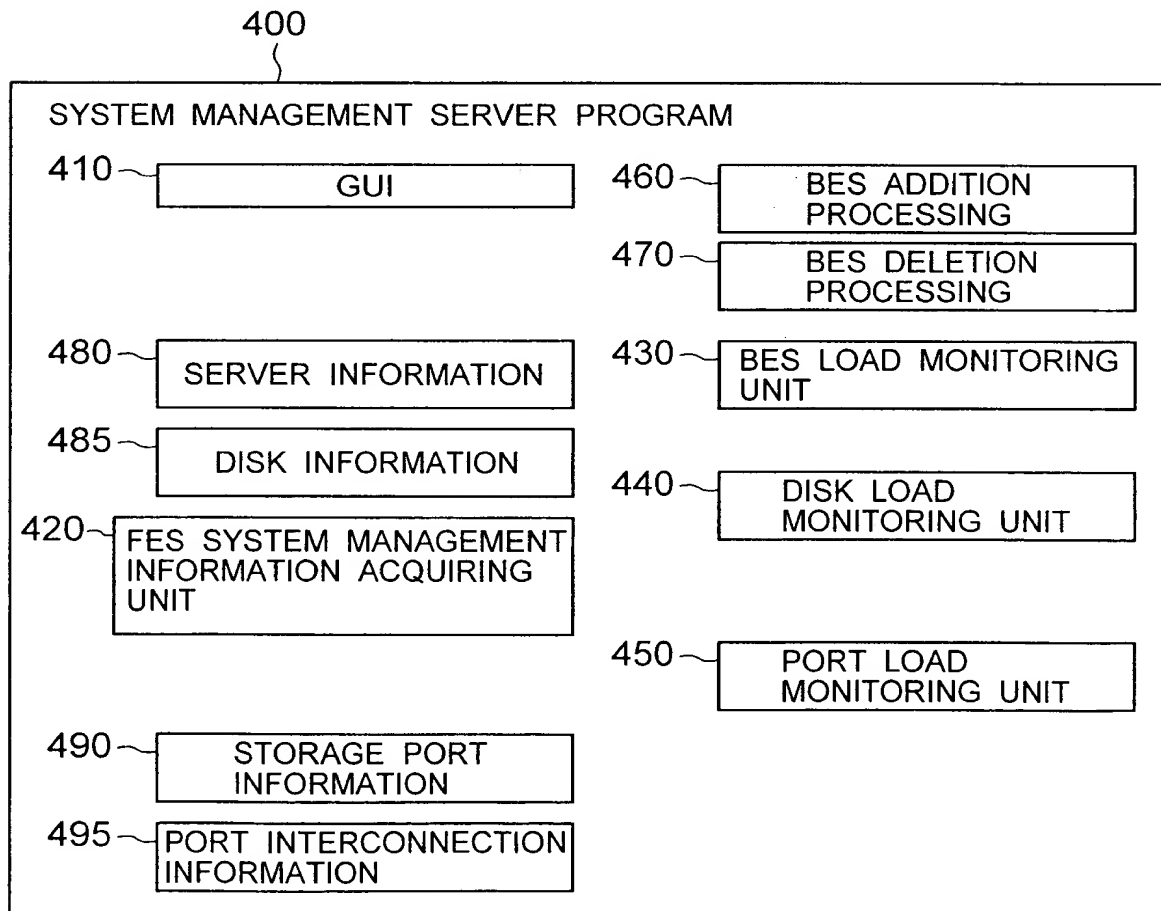 400
SYSTEM MANAGEMENT SERVER PROGRAM
410
GUI
480
SERVER INFORMATION
485
DISK INFORMATION
420
FES SYSTEM MANAGEMENT
INFORMATION ACQUIRING
UNIT
490
STORAGE PORT
INFORMATION
495
PORT INTERCONNECTION
INFORMATION
460
BES ADDITION
PROCESSING
470
BES DELETION
PROCESSING
430
BES LOAD MONITORING
UNIT
440
DISK LOAD
MONITORING UNIT
450
PORT LOAD
MONITORING UNIT